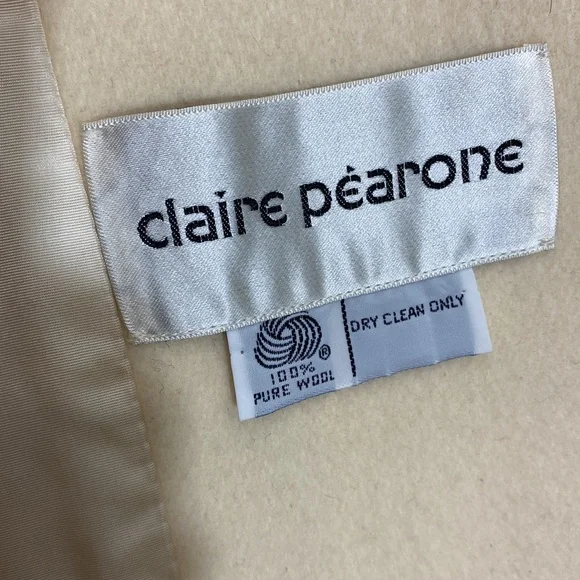 claire péarone
DRY CLEAN ONLY
®
100%
PURE WOOL